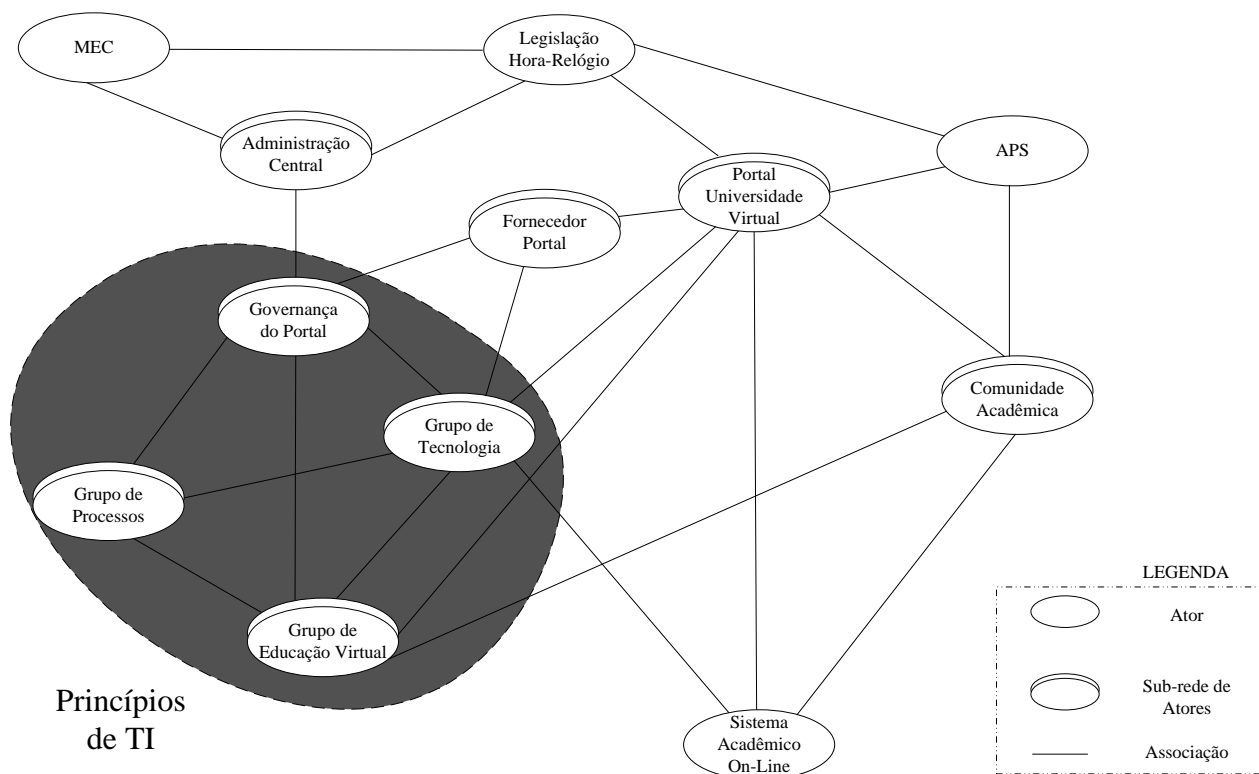 MEC
Legislação
Hora-Relógio
Administração
Central
APS
Portal
Universidade
Virtual
Fornecedor
Portal
Governança
do Portal
Comunidade
Acadêmica
Grupo de
Tecnologia
Grupo de
Processos
Grupo de
Educação Virtual
Princípios
de TI
Sistema
Acadêmico
On-Line
LEGENDA
Ator
Sub-rede de
Atores
Associação